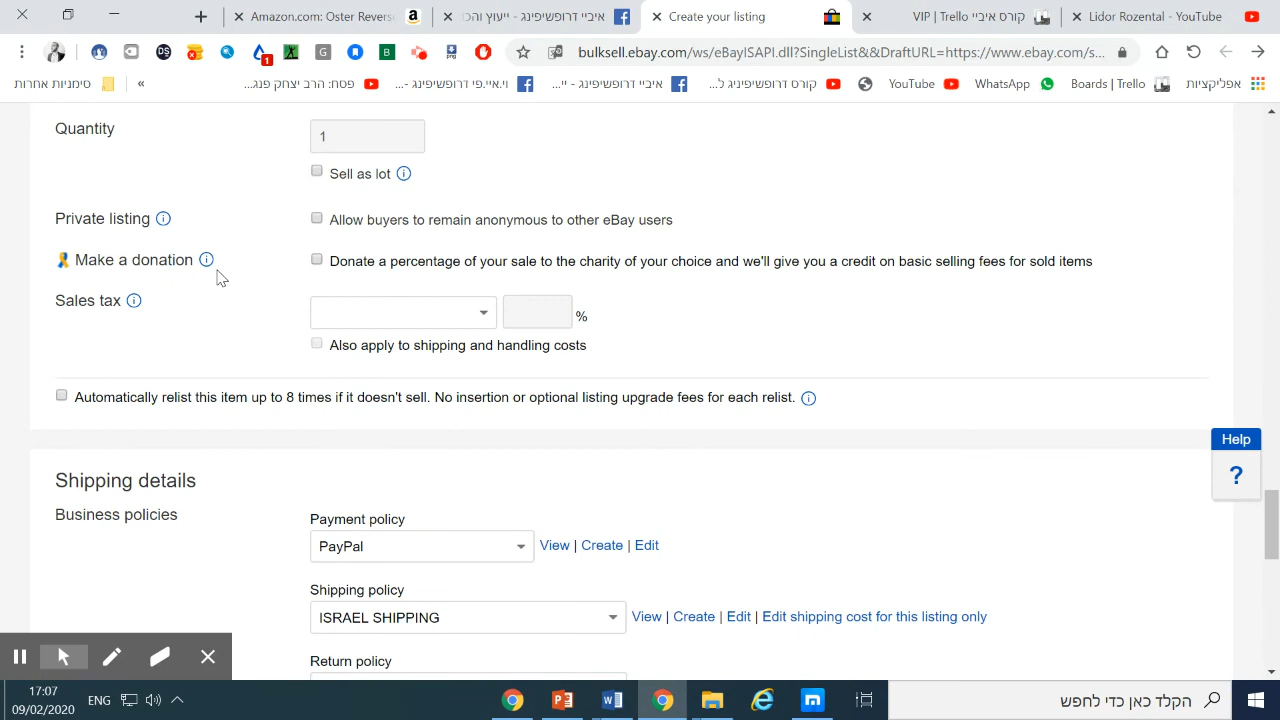 Amazon.com: Oster Reverse
איביי דרופשיפינג - ייעוץ והכו
Create your listing
קורס איביי VIP | Trello
Lidor Rozental - YouTube
bulksell.ebay.com/ws/eBayISAPI.dll?SingleList&&DraftURL=https://www.ebay.com/s...
סימניות אחרות
«
פסח: הרב יצחק פנג...
וי.איי.פי דרופשיפינג -...
איביי דרופשיפינג - יי...
קורס דרופשיפיניג ל...
YouTube
WhatsApp
Boards | Trello
אפליקציות
Quantity
1
Sell as lot
Private listing
Allow buyers to remain anonymous to other eBay users
Make a donation
Donate a percentage of your sale to the charity of your choice and we'll give you a credit on basic selling fees for sold items
Sales tax
%
Also apply to shipping and handling costs
Automatically relist this item up to 8 times if it doesn't sell. No insertion or optional listing upgrade fees for each relist.
Help
?
Shipping details
Business policies
Payment policy
PayPal
View | Create | Edit
Shipping policy
ISRAEL SHIPPING
View | Create | Edit | Edit shipping cost for this listing only
Return policy
17:07
09/02/2020
ENG
הקלד כאן כדי לחפש